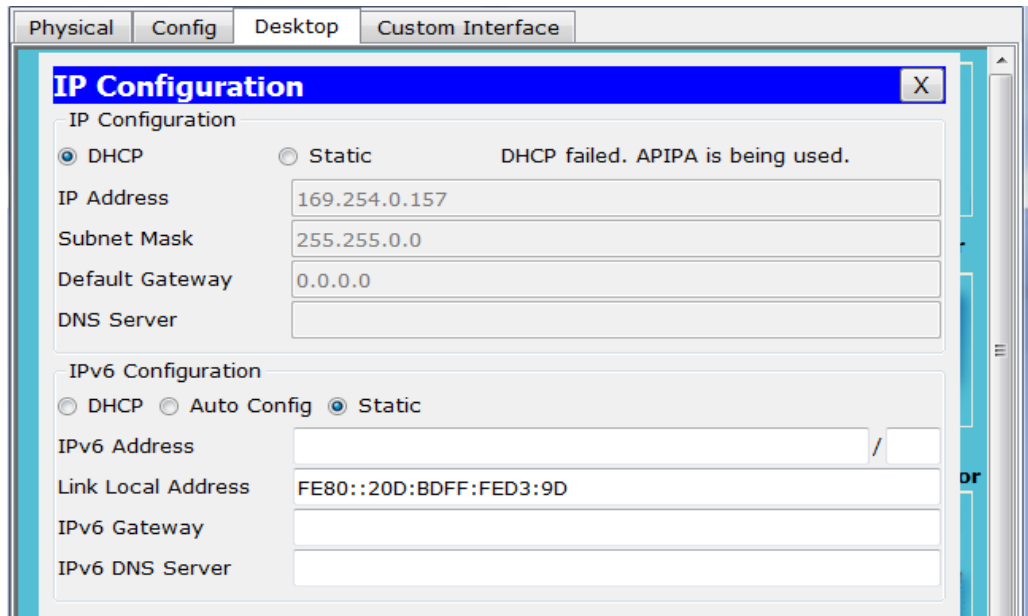 Physical Config Desktop Custom Interface
IP Configuration X
IP Configuration
DHCP Static DHCP failed. APIPA is being used.
IP Address 169.254.0.157
Subnet Mask 255.255.0.0
Default Gateway 0.0.0.0
DNS Server
IPv6 Configuration
DHCP Auto Config Static
IPv6 Address /
Link Local Address FE80::20D:BDFF:FED3:9D
or
IPv6 Gateway
IPv6 DNS Server